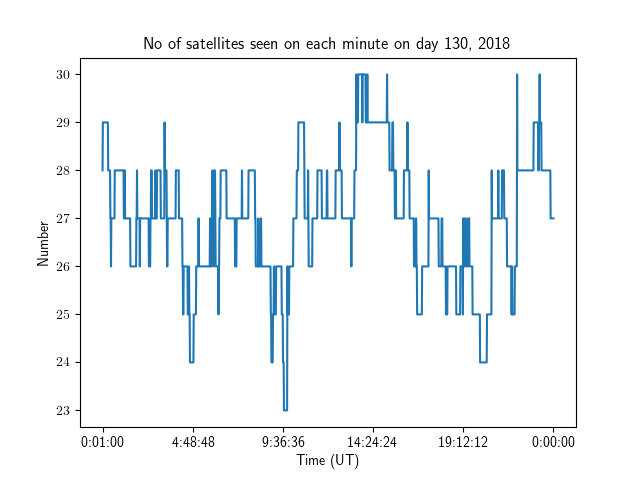 No of satellites seen on each minute on day 130, 2018
30
29
28
27
26
25
24
23
Number
0:01:00 4:48:48 9:36:36 14:24:24 19:12:12 0:00:00
Time (UT)